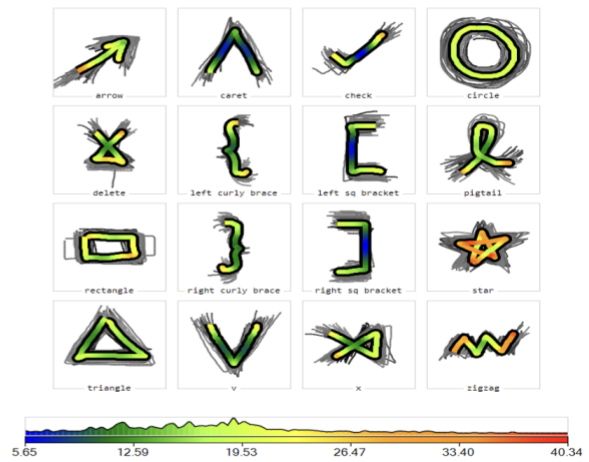 arrow caret check circle
delete left curly brace left sq bracket pigtail
rectangle right curly brace right sq bracket star
triangle v x zigzag
5.65 12.59 19.53 26.47 33.40 40.34